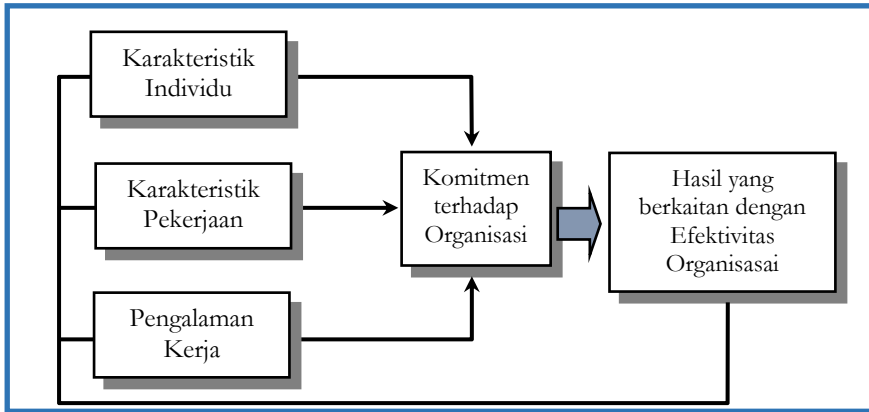 Karakteristik
Individu
Karakteristik
Pekerjaan
Pengalaman
Kerja
Komitmen
terhadap
Organisasi
Hasil yang
berkaitan dengan
Efektivitas
Organisasai